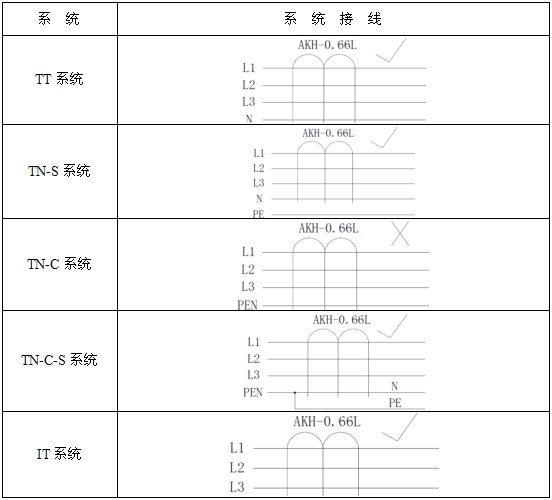 系 统
系 统 接 线
TT 系统
AKH-0.66L
L1
L2
L3
N
TN-S 系统
AKH-0.66L
L1
L2
L3
N
PE
TN-C 系统
AKH-0.66L
L1
L2
L3
PEN
TN-C-S 系统
AKH-0.66L
L1
L2
L3
PEN
N
PE
IT 系统
AKH-0.66L
L1
L2
L3